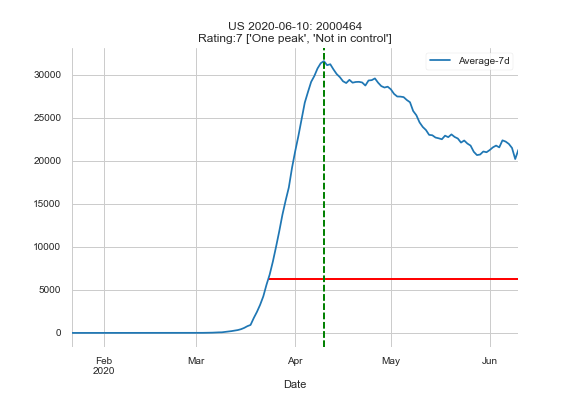 US 2020-06-10: 2000464
Rating:7 ['One peak', 'Not in control']
Average-7d
30000
25000
20000
15000
10000
5000
0
Feb
2020
Mar
Apr
May
Jun
Date